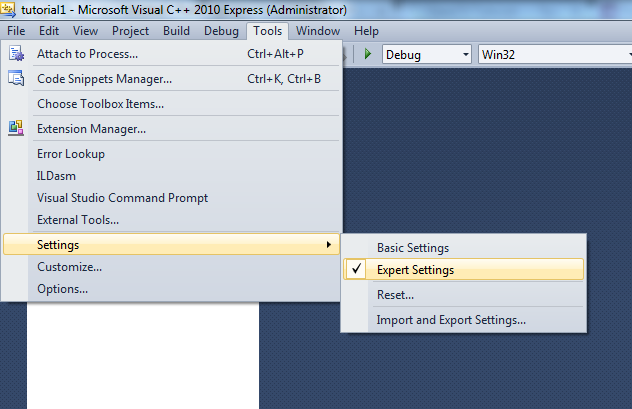 tutorial1 - Microsoft Visual C++ 2010 Express (Administrator)
File Edit View Project Build Debug Tools Window Help
Attach to Process... Ctrl+Alt+P
Debug Win32
Code Snippets Manager... Ctrl+K, Ctrl+B
Choose Toolbox Items...
Extension Manager...
Error Lookup
ILDasm
Visual Studio Command Prompt
External Tools...
Settings
Basic Settings
Customize...
Expert Settings
Options...
Reset...
Import and Export Settings...